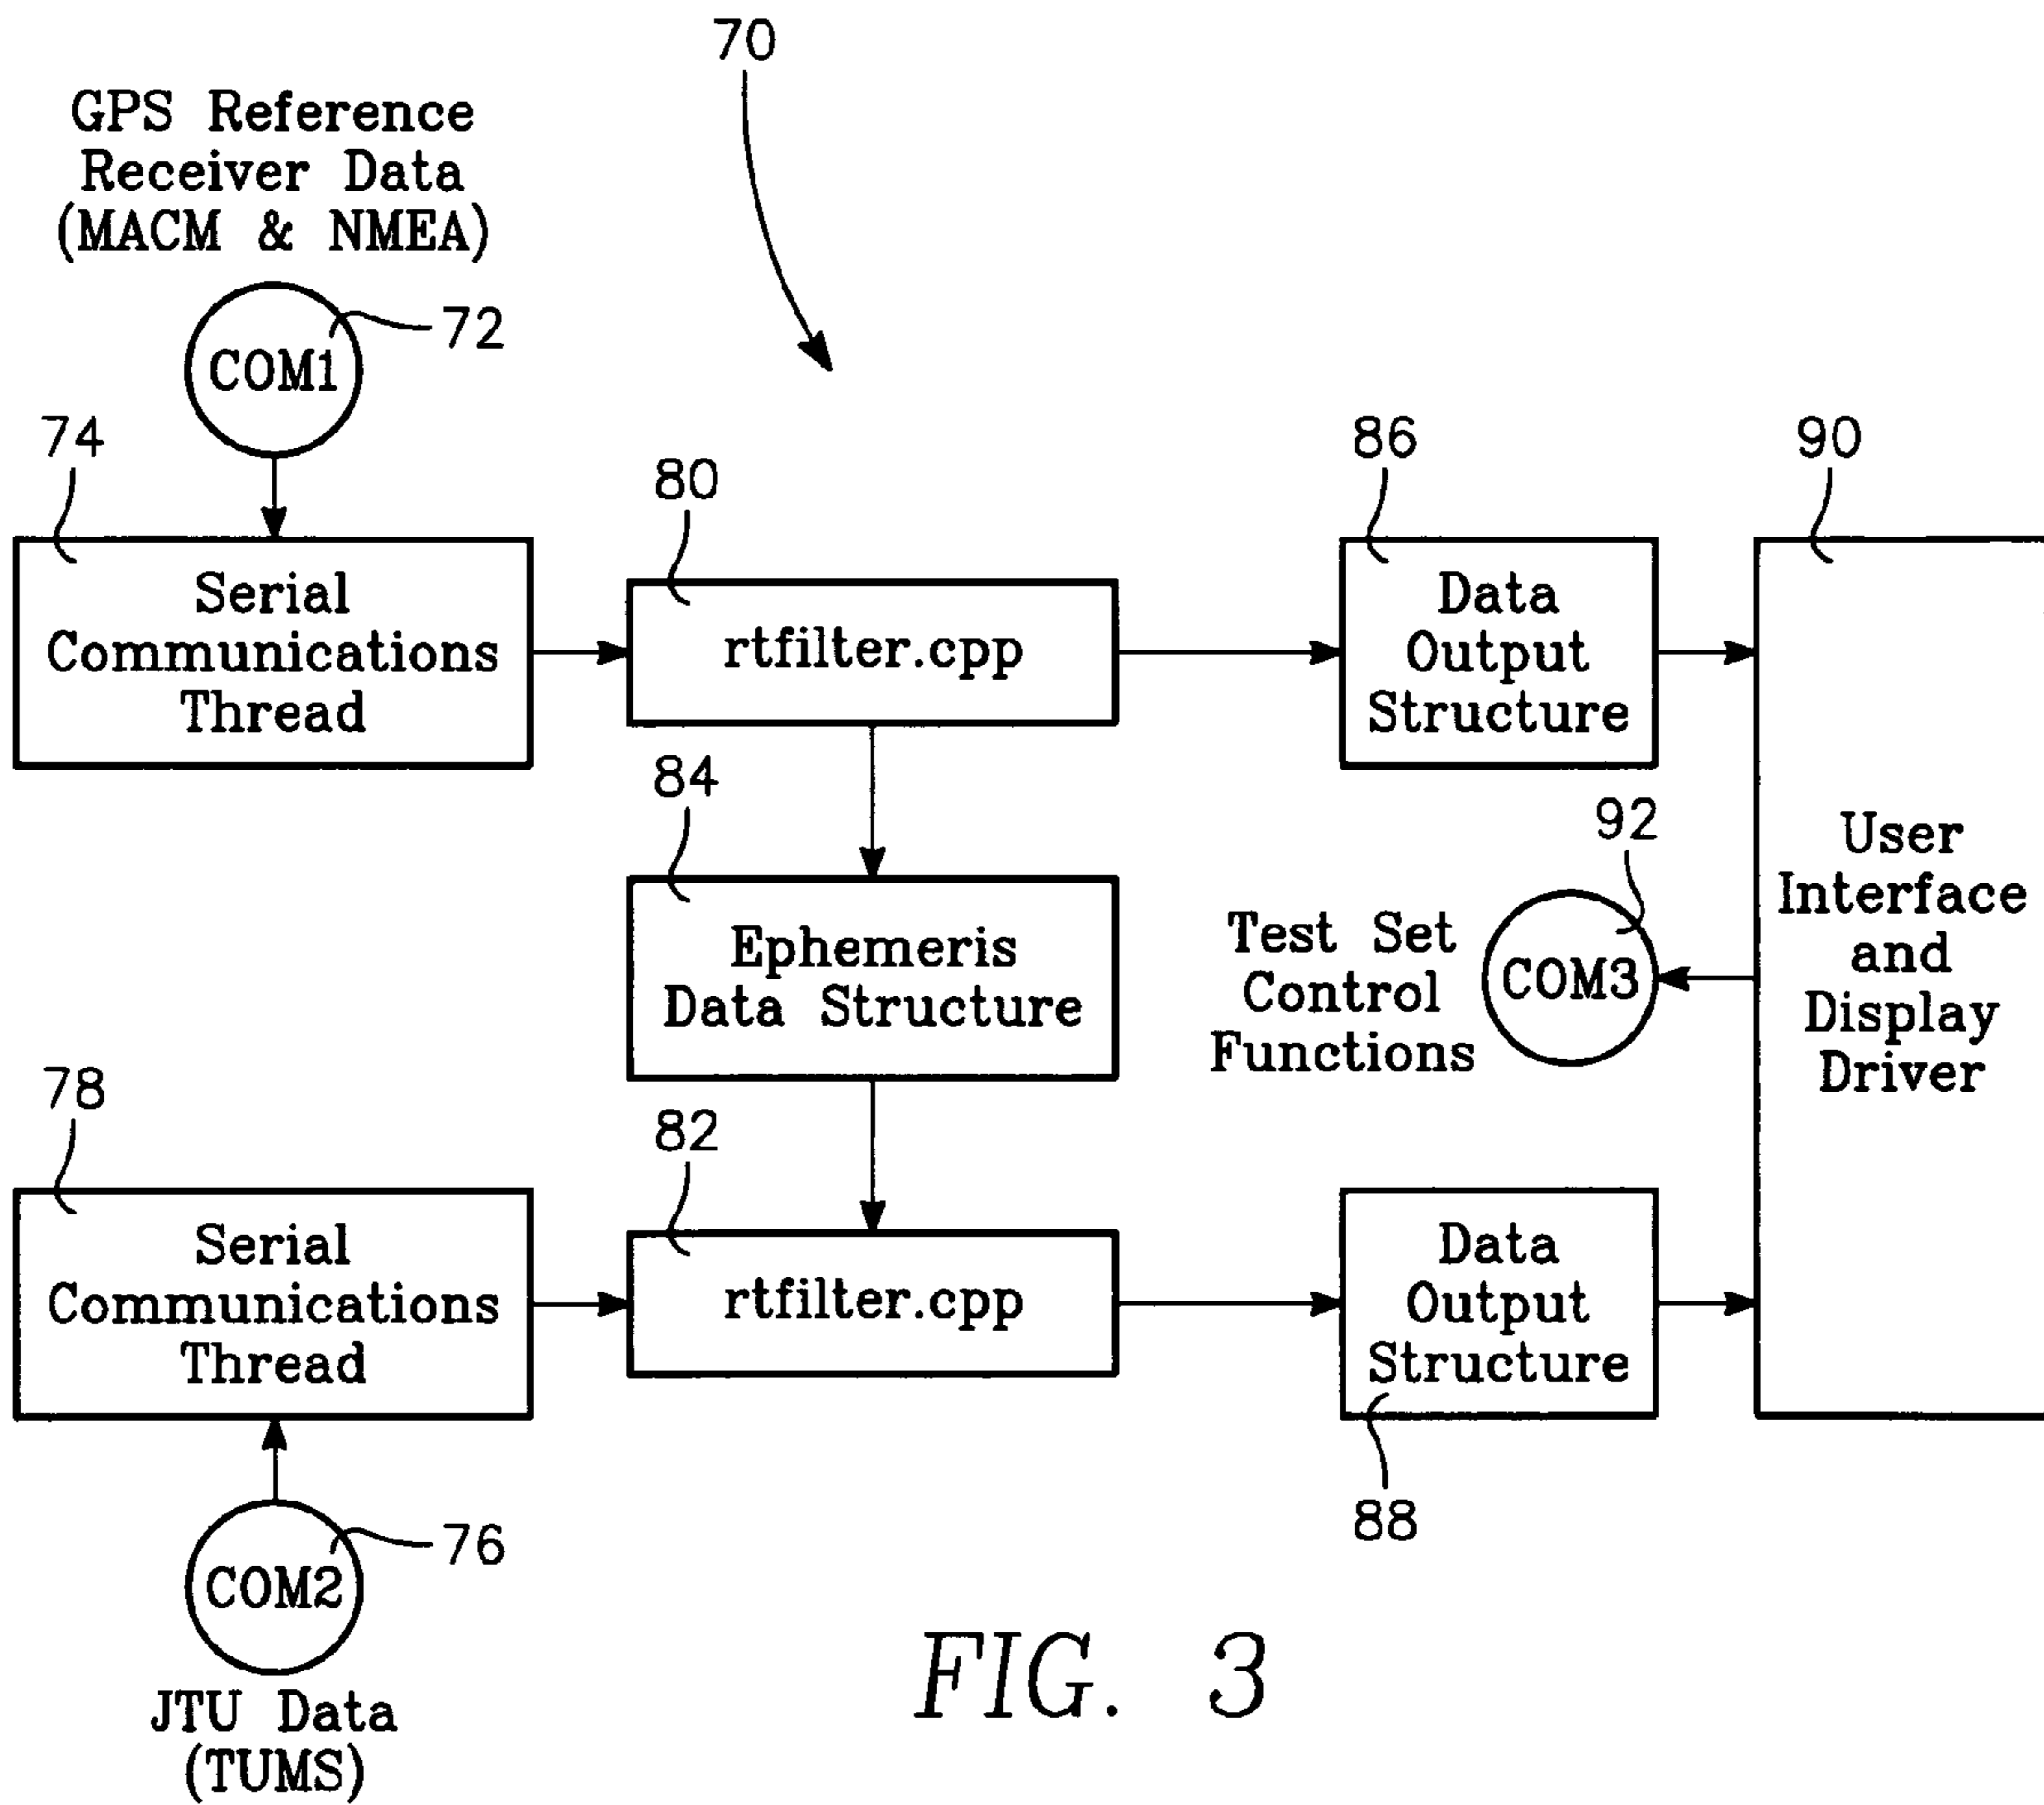 70
GPS Reference
Receiver Data
(MACM & NMEA)
COM1
72
74
Serial
Communications
Thread
80
rtfilter.cpp
86
Data
Output
Structure
90
User
Interface
and
Display
Driver
84
Ephemeris
Data Structure
92
Test Set
Control
Functions
COM3
78
Serial
Communications
Thread
82
rtfilter.cpp
Data
Output
Structure
88
COM2
76
JTU Data
(TUMS)
FIG. 3